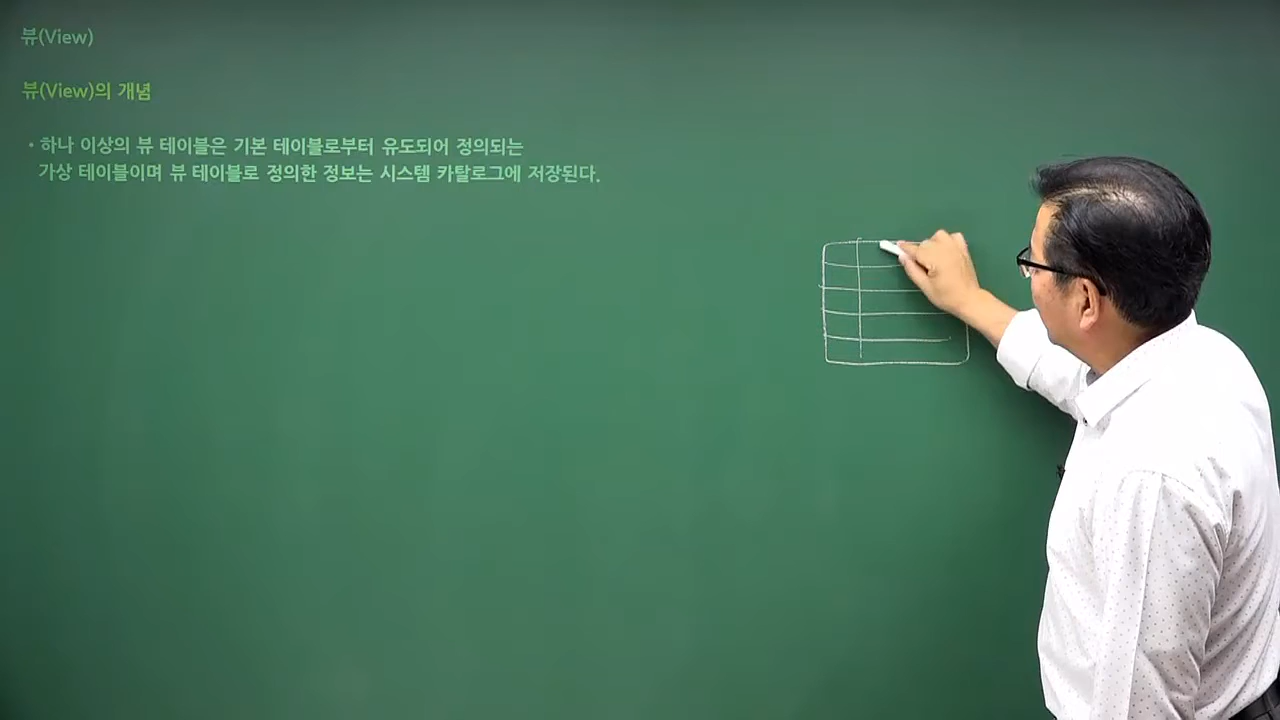 뷰(View)
뷰(View)의 개념
• 하나 이상의 뷰 테이블은 기본 테이블로부터 유도되어 정의되는
가상 테이블이며 뷰 테이블로 정의한 정보는 시스템 카탈로그에 저장된다.